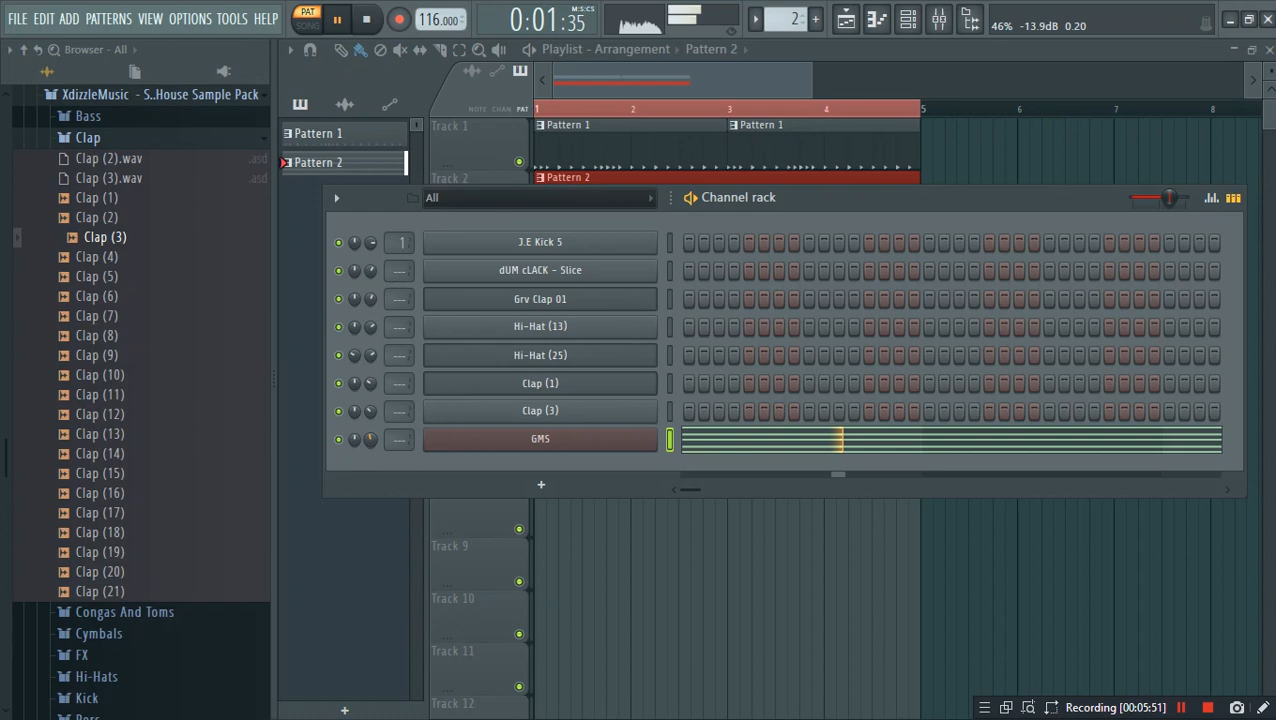 FILE EDIT ADD PATTERNS VIEW OPTIONS TOOLS HELP
PAT
SONG
116.000
0:01:35
M:S:CS
2
46% -13.9dB 0.20
Browser - All
Playlist - Arrangement Pattern 2
XdizzleMusic - S..House Sample Pack
Bass
Clap
Clap (2).wav .asd
Clap (3).wav .asd
Clap (1)
Clap (2)
Clap (3)
Clap (4)
Clap (5)
Clap (6)
Clap (7)
Clap (8)
Clap (9)
Clap (10)
Clap (11)
Clap (12)
Clap (13)
Clap (14)
Clap (15)
Clap (16)
Clap (17)
Clap (18)
Clap (19)
Clap (20)
Clap (21)
Congas And Toms
Cymbals
FX
Hi-Hats
Kick
Pattern 1
Pattern 2
NOTE CHAN PAT
1 2 3 4 5 6 7 8
Track 1
Pattern 1 Pattern 1
Track 2
Pattern 2
All
Channel rack
1 J.E Kick 5
--- dUM cLACK - Slice
--- Grv Clap 01
--- Hi-Hat (13)
--- Hi-Hat (25)
--- Clap (1)
--- Clap (3)
--- GMS
+
Track 9
Track 10
Track 11
Track 12
+
Recording [00:05:51]